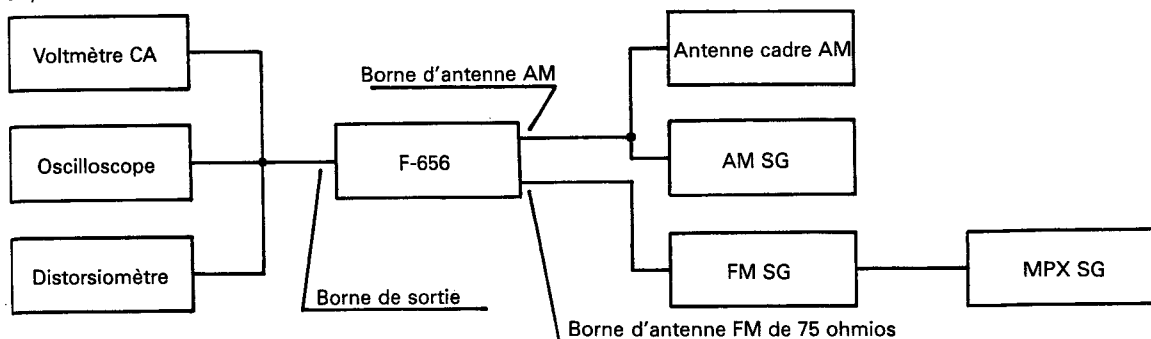 Voltmètre CA
Oscilloscope
Distorsiomètre
Borne d'antenne AM
F-656
Borne de sortie
Antenne cadre AM
AM SG
FM SG
MPX SG
Borne d'antenne FM de 75 ohmios